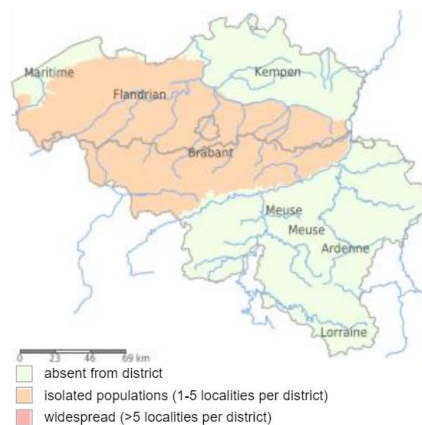 Maritime
Kempen
Flandrian
Brabant
Meuse
Meuse
Ardenne
Lorraine
0 23 46 69 km
absent from district
isolated populations (1-5 localities per district)
widespread (>5 localities per district)